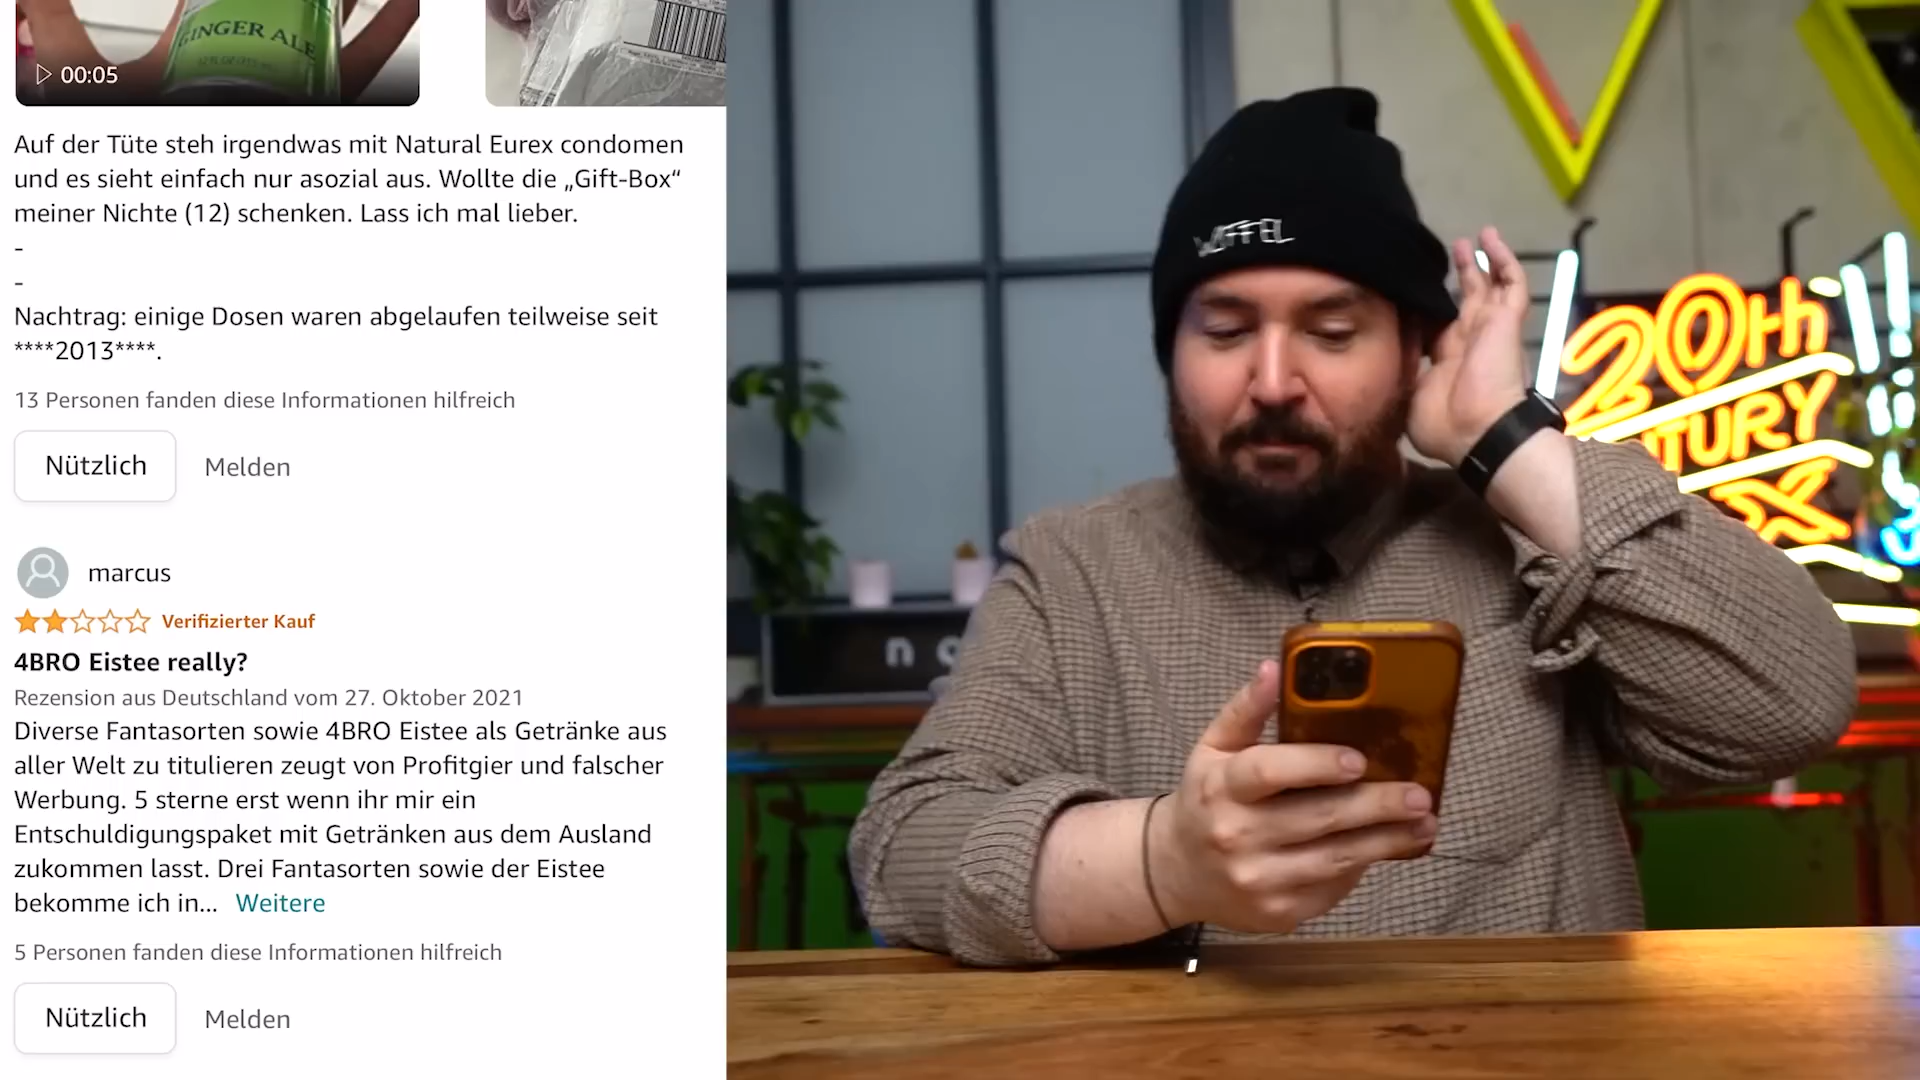 GINGER ALE
00:05
Auf der Tüte steh irgendwas mit Natural Eurex condomen
und es sieht einfach nur asozial aus. Wollte die „Gift-Box“
meiner Nichte (12) schenken. Lass ich mal lieber.
-
-
Nachtrag: einige Dosen waren abgelaufen teilweise seit
****2013****.
13 Personen fanden diese Informationen hilfreich
Nützlich
Melden
marcus
Verifizierter Kauf
4BRO Eistee really?
Rezension aus Deutschland vom 27. Oktober 2021
Diverse Fantasorten sowie 4BRO Eistee als Getränke aus
aller Welt zu titulieren zeugt von Profitgier und falscher
Werbung. 5 sterne erst wenn ihr mir ein
Entschuldigungspaket mit Getränken aus dem Ausland
zukommen lasst. Drei Fantasorten sowie der Eistee
bekomme ich in... Weitere
5 Personen fanden diese Informationen hilfreich
Nützlich
Melden
WAFFEL
20th
TURY